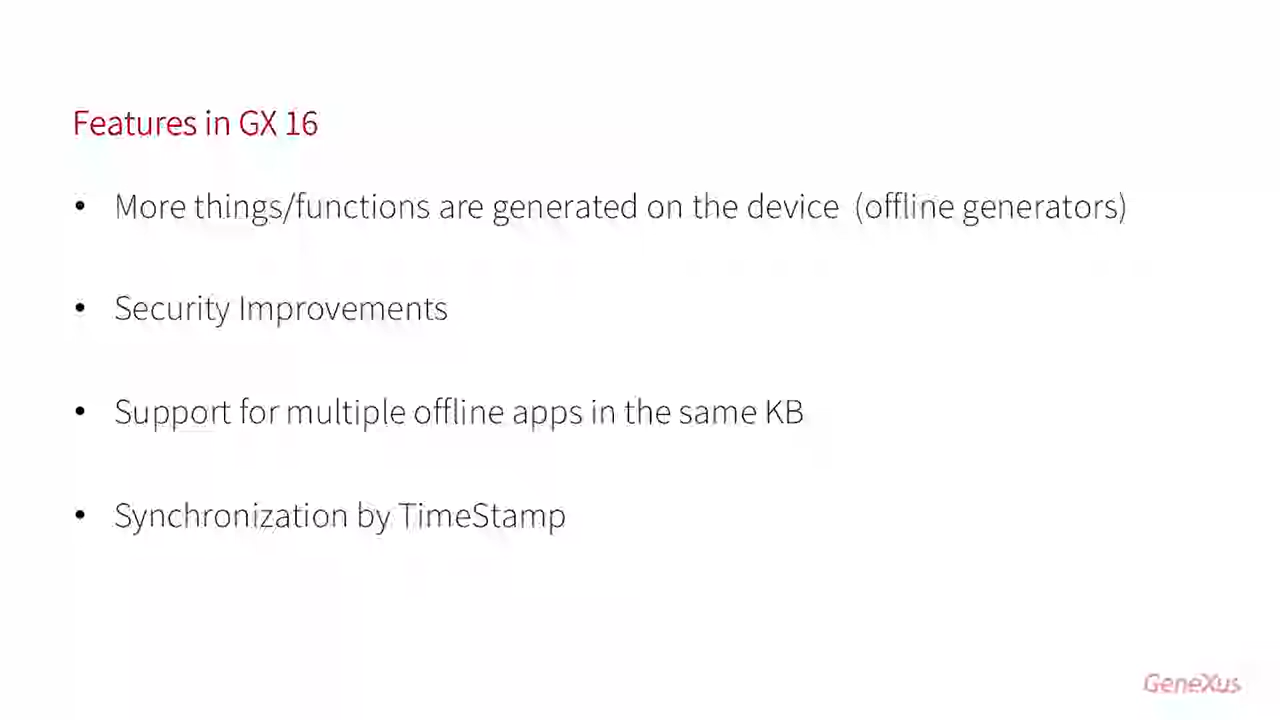 Features in GX 16
• More things/functions are generated on the device (offline generators)
• Security Improvements
• Support for multiple offline apps in the same KB
• Synchronization by TimeStamp
GeneXus